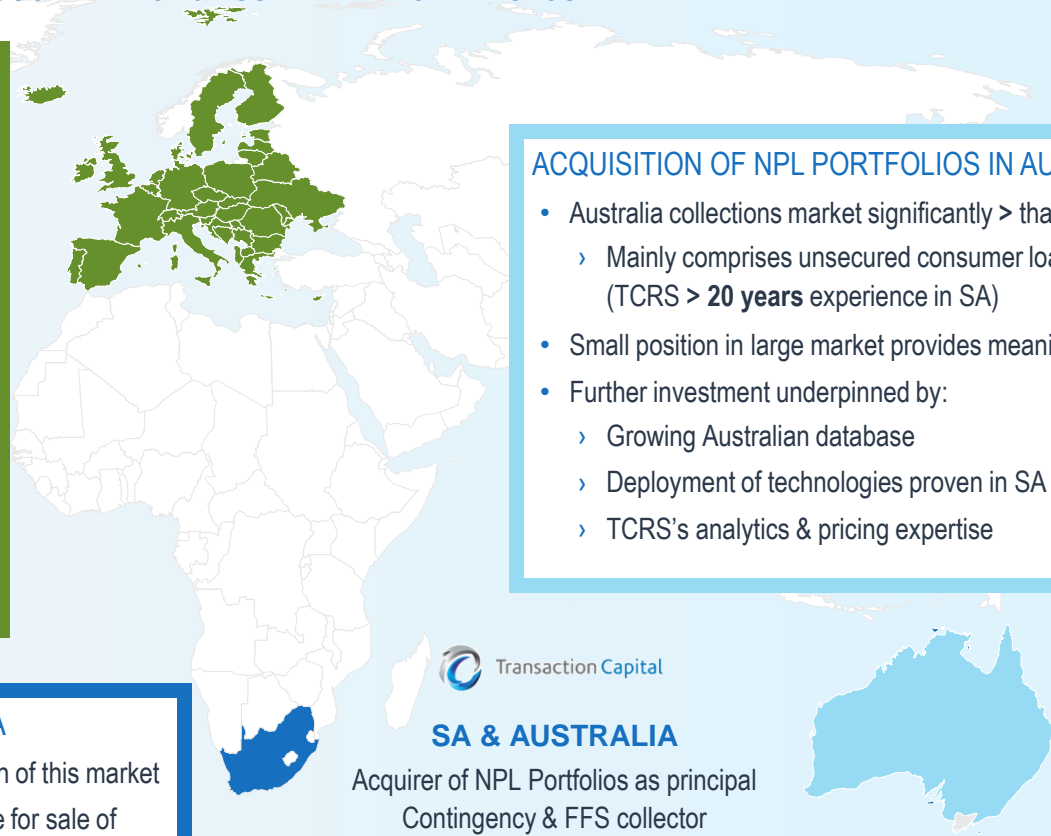 ACQUISITION OF NPL PORTFOLIOS IN AU
• Australia collections market significantly > tha
› Mainly comprises unsecured consumer loa
(TCRS > 20 years experience in SA)
• Small position in large market provides meani
• Further investment underpinned by:
› Growing Australian database
› Deployment of technologies proven in SA
› TCRS's analytics & pricing expertise
Transaction Capital
SA & AUSTRALIA
Acquirer of NPL Portfolios as principal
Contingency & FFS collector
A
n of this market
e for sale of